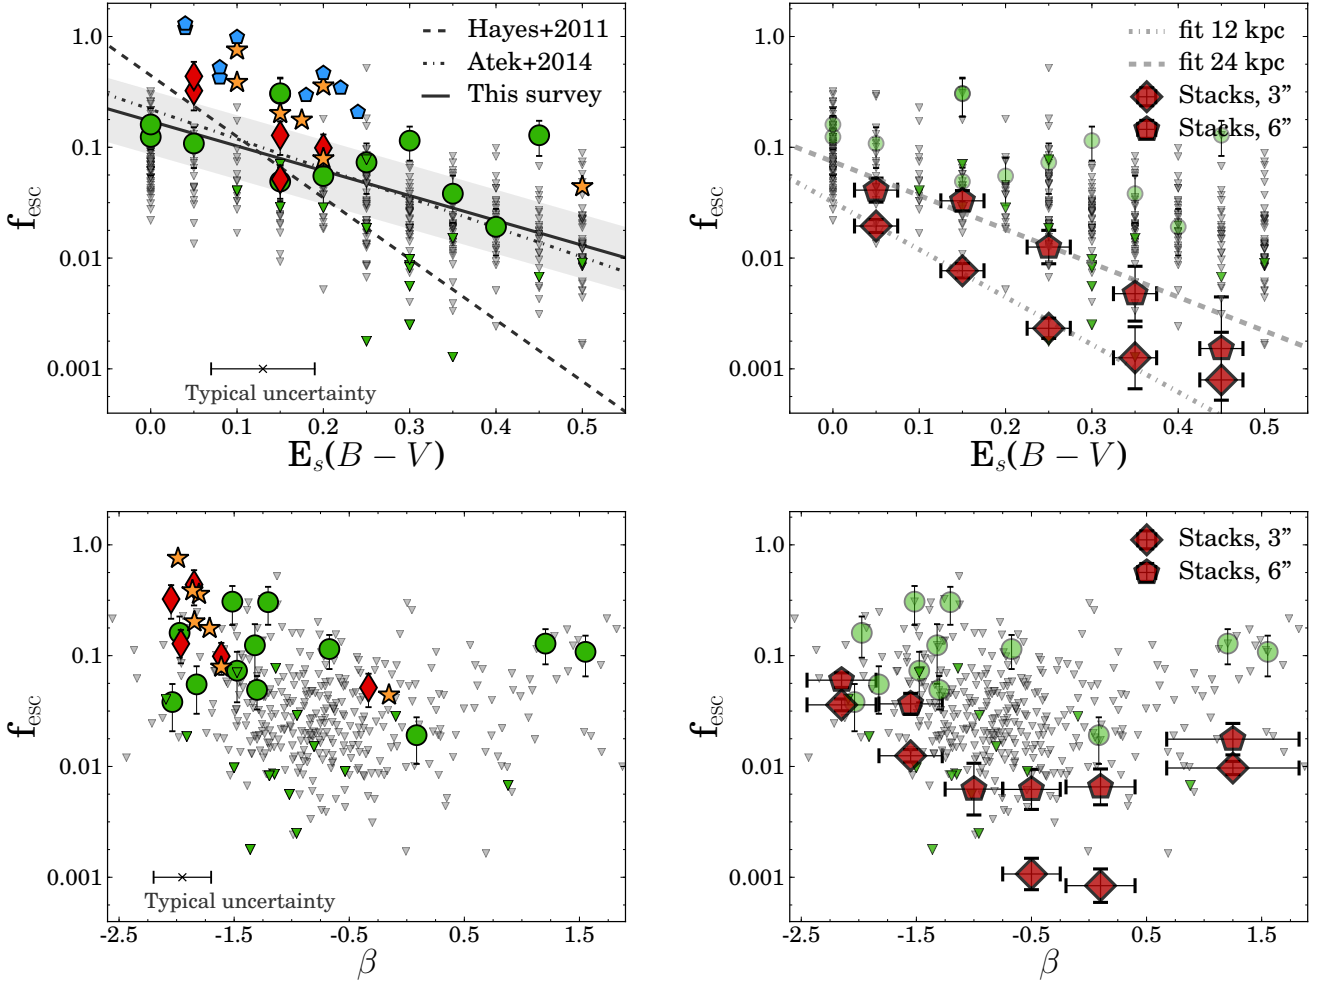 1.0
0.1
0.01
0.001
f_esc
0.0 0.1 0.2 0.3 0.4 0.5
E_s(B − V)
Hayes+2011
Atek+2014
This survey
Typical uncertainty
1.0
0.1
0.01
0.001
f_esc
0.0 0.1 0.2 0.3 0.4 0.5
E_s(B − V)
fit 12 kpc
fit 24 kpc
Stacks, 3”
Stacks, 6”
1.0
0.1
0.01
0.001
f_esc
-2.5 -1.5 -0.5 0.5 1.5
β
Typical uncertainty
1.0
0.1
0.01
0.001
f_esc
-2.5 -1.5 -0.5 0.5 1.5
β
Stacks, 3”
Stacks, 6”